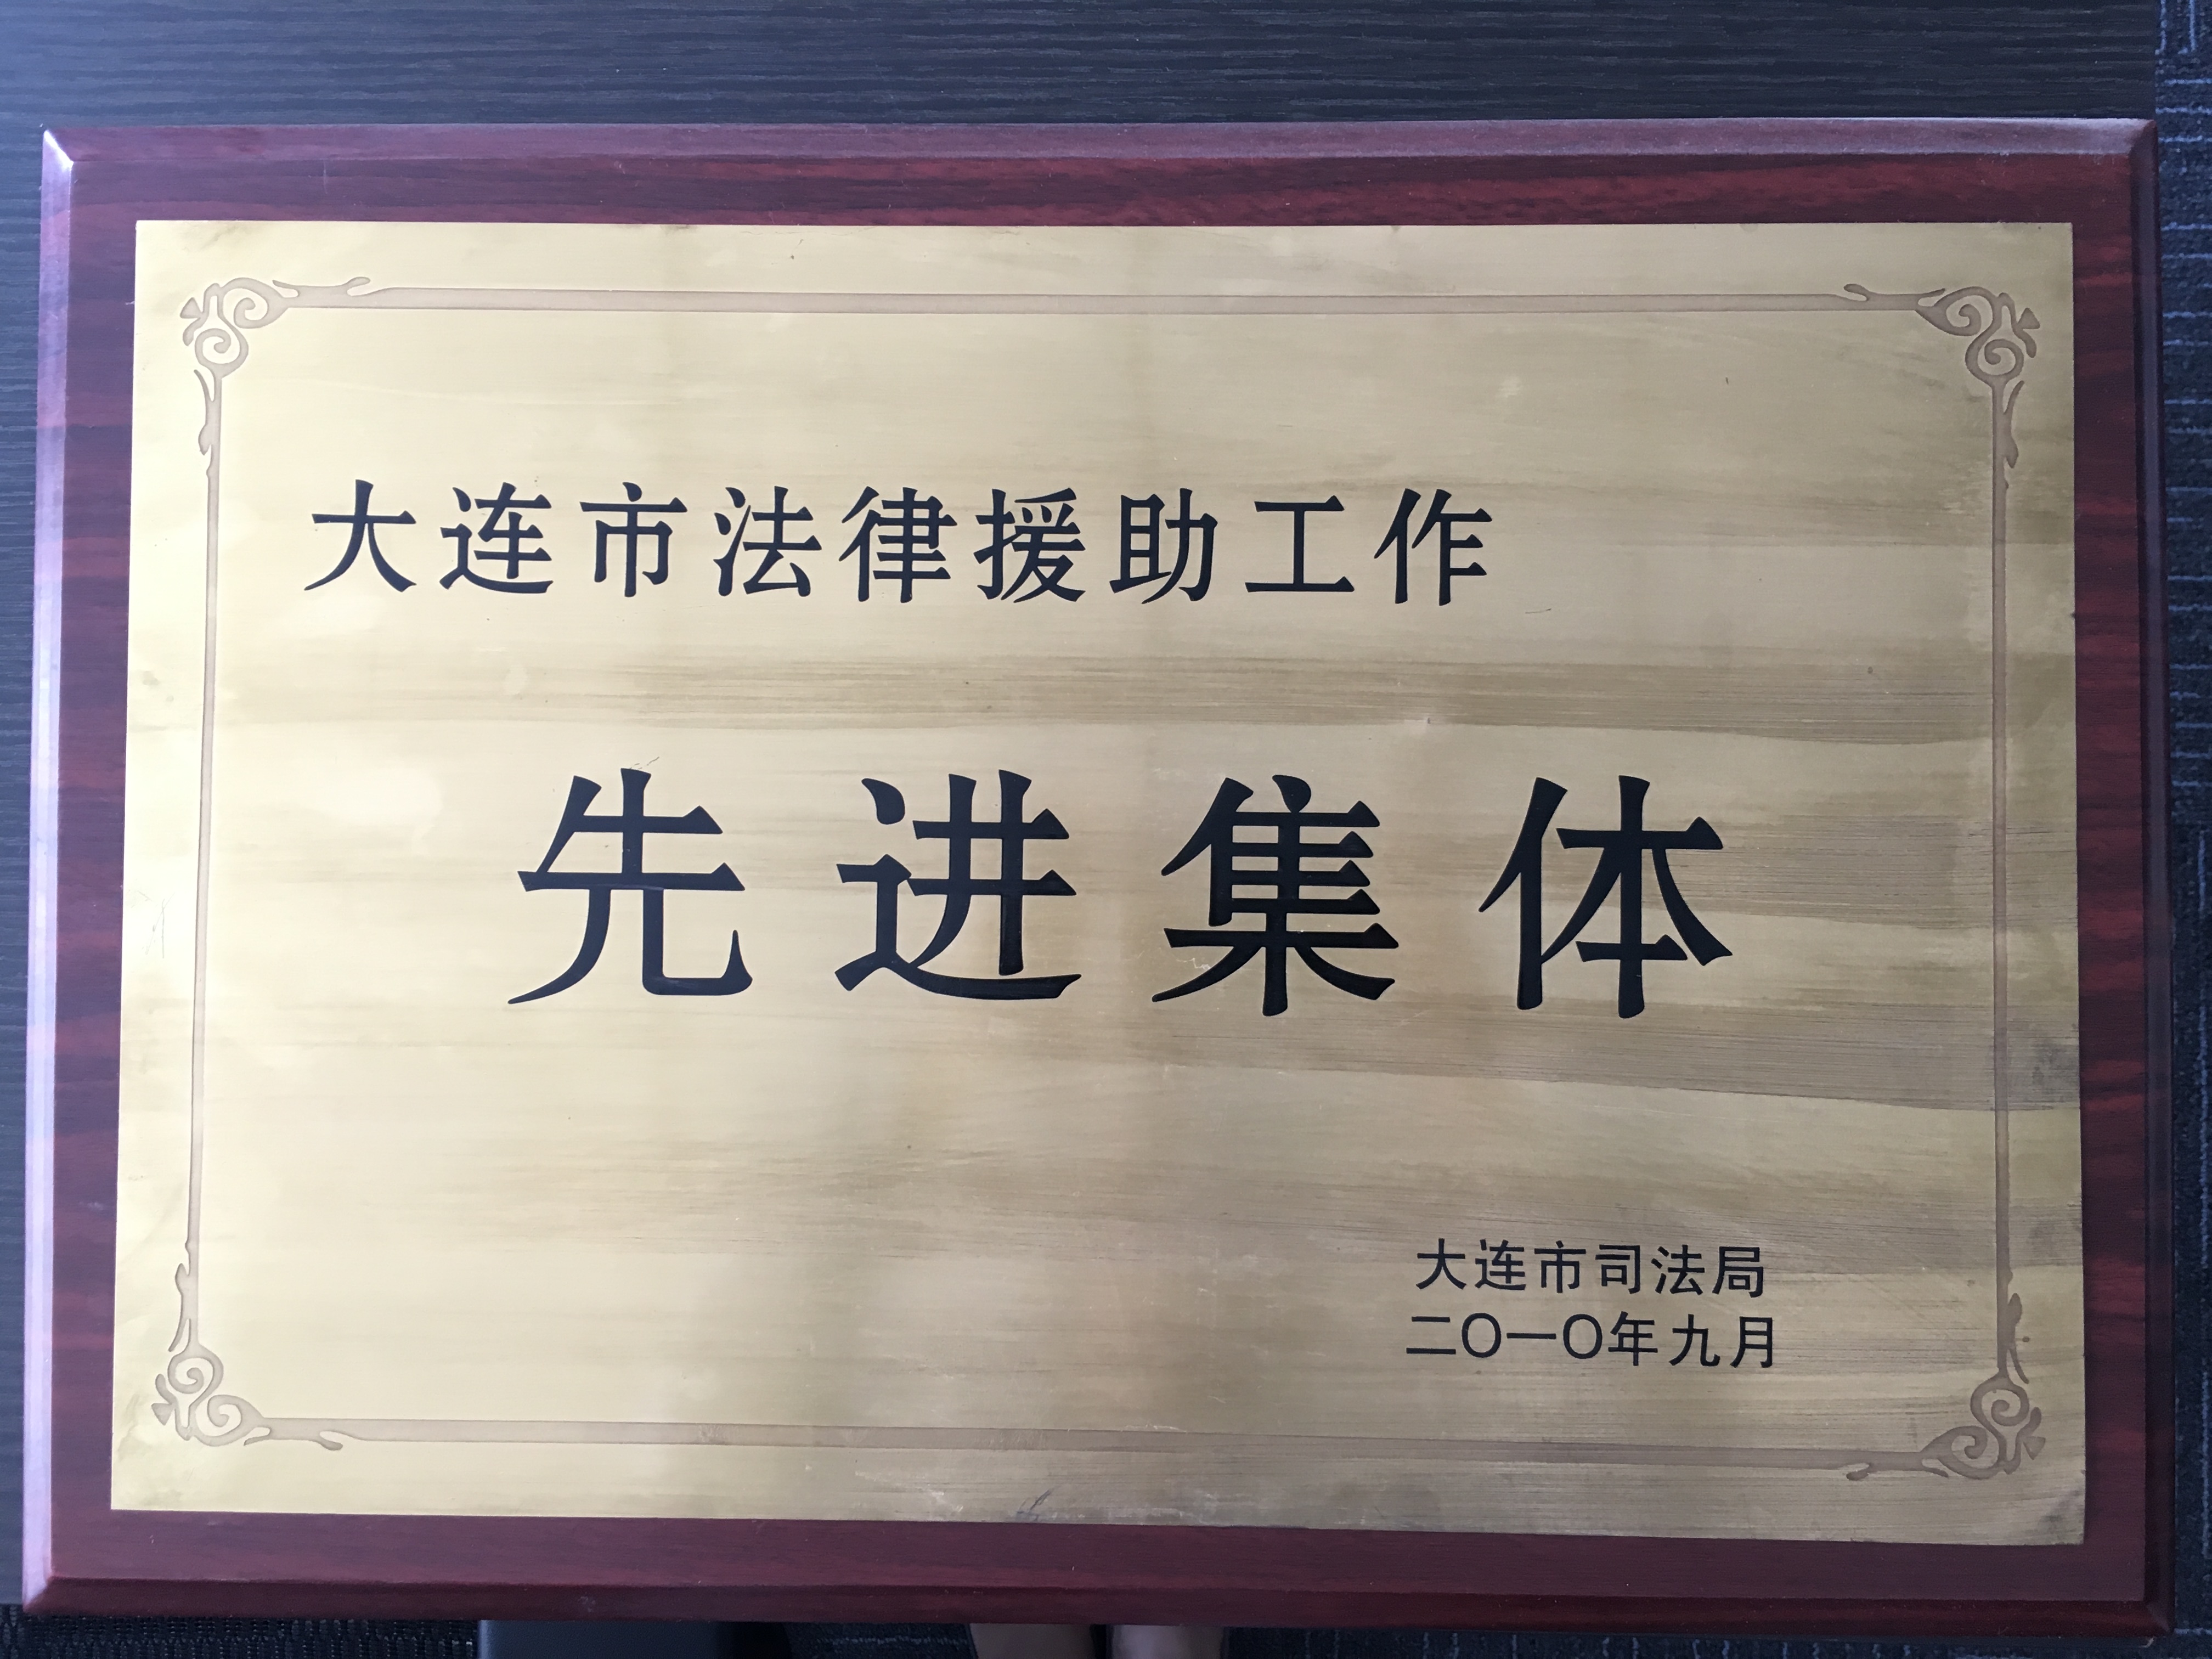 大连市法律援助工作
先进集体
大连市司法局
二〇一〇年九月